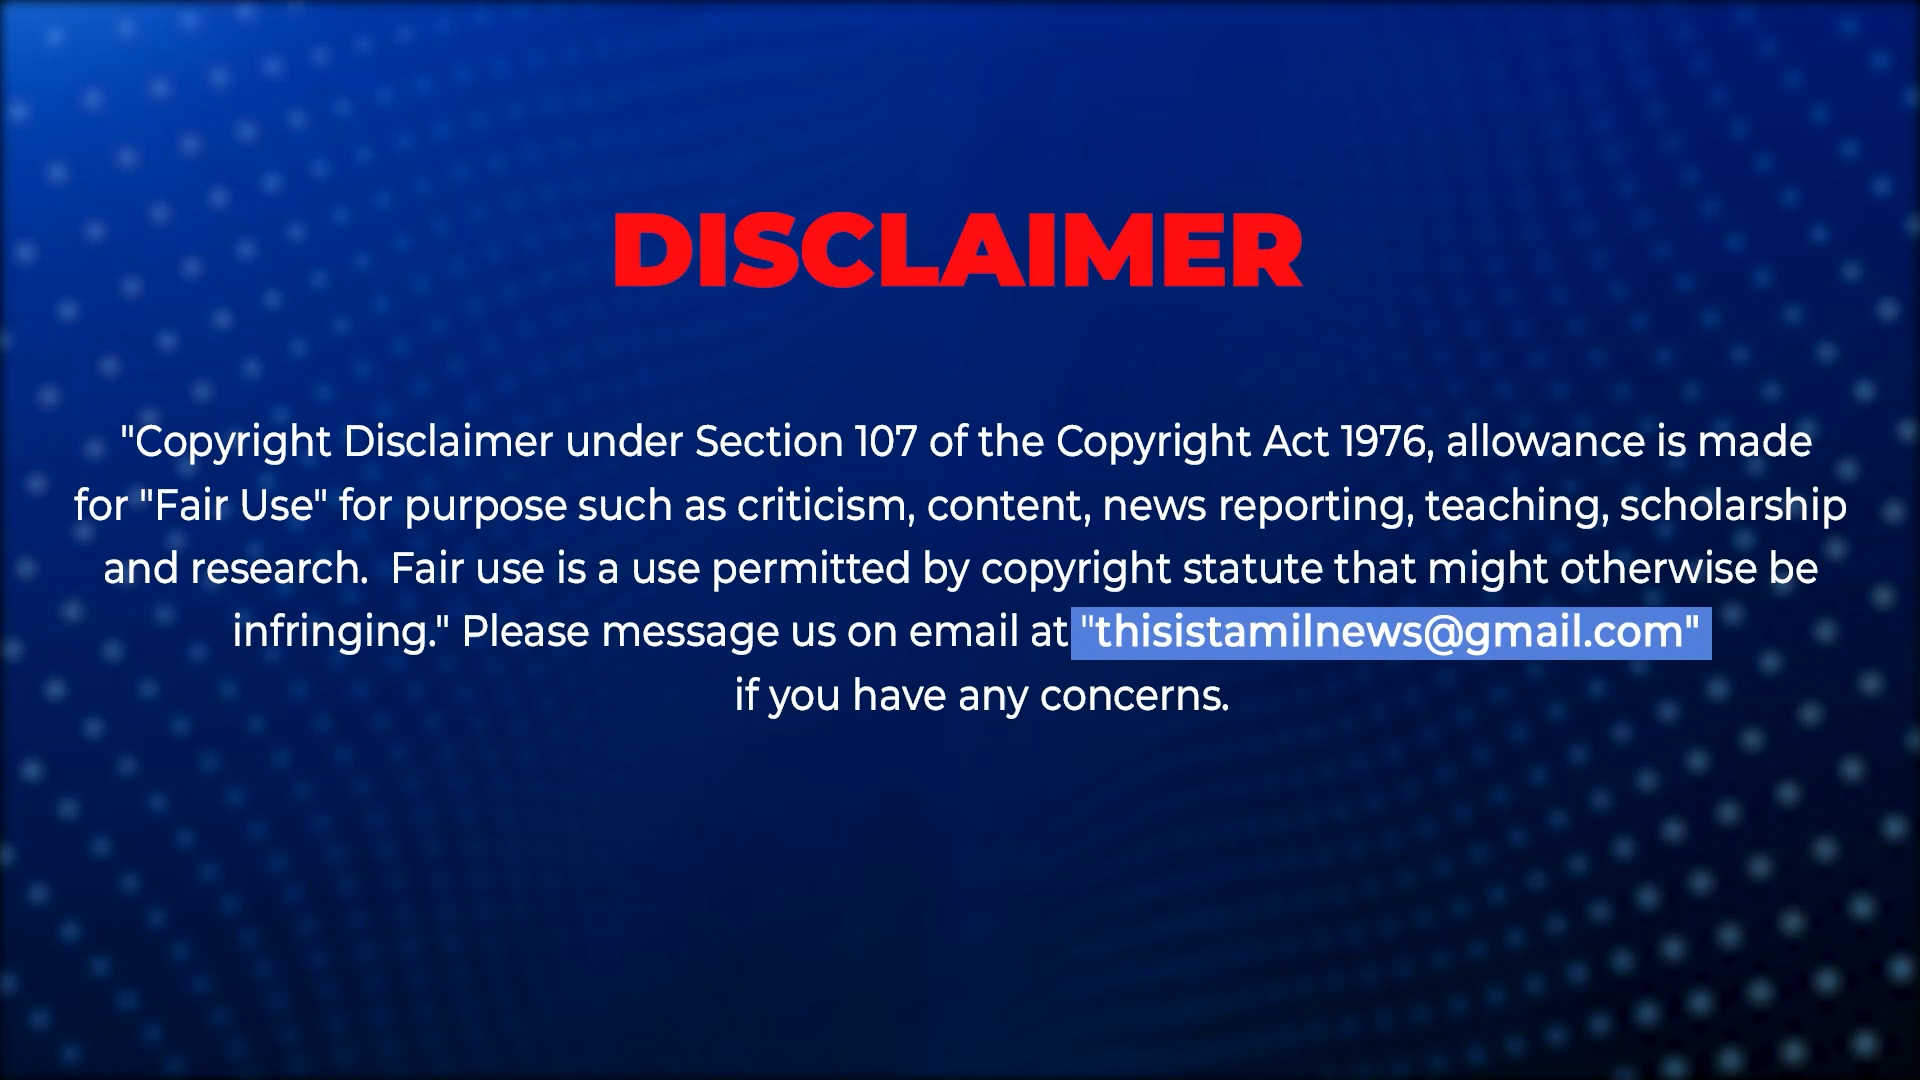 DISCLAIMER
"Copyright Disclaimer under Section 107 of the Copyright Act 1976, allowance is made
for "Fair Use" for purpose such as criticism, content, news reporting, teaching, scholarship
and research.  Fair use is a use permitted by copyright statute that might otherwise be
infringing." Please message us on email at "thisistamilnews@gmail.com"
if you have any concerns.